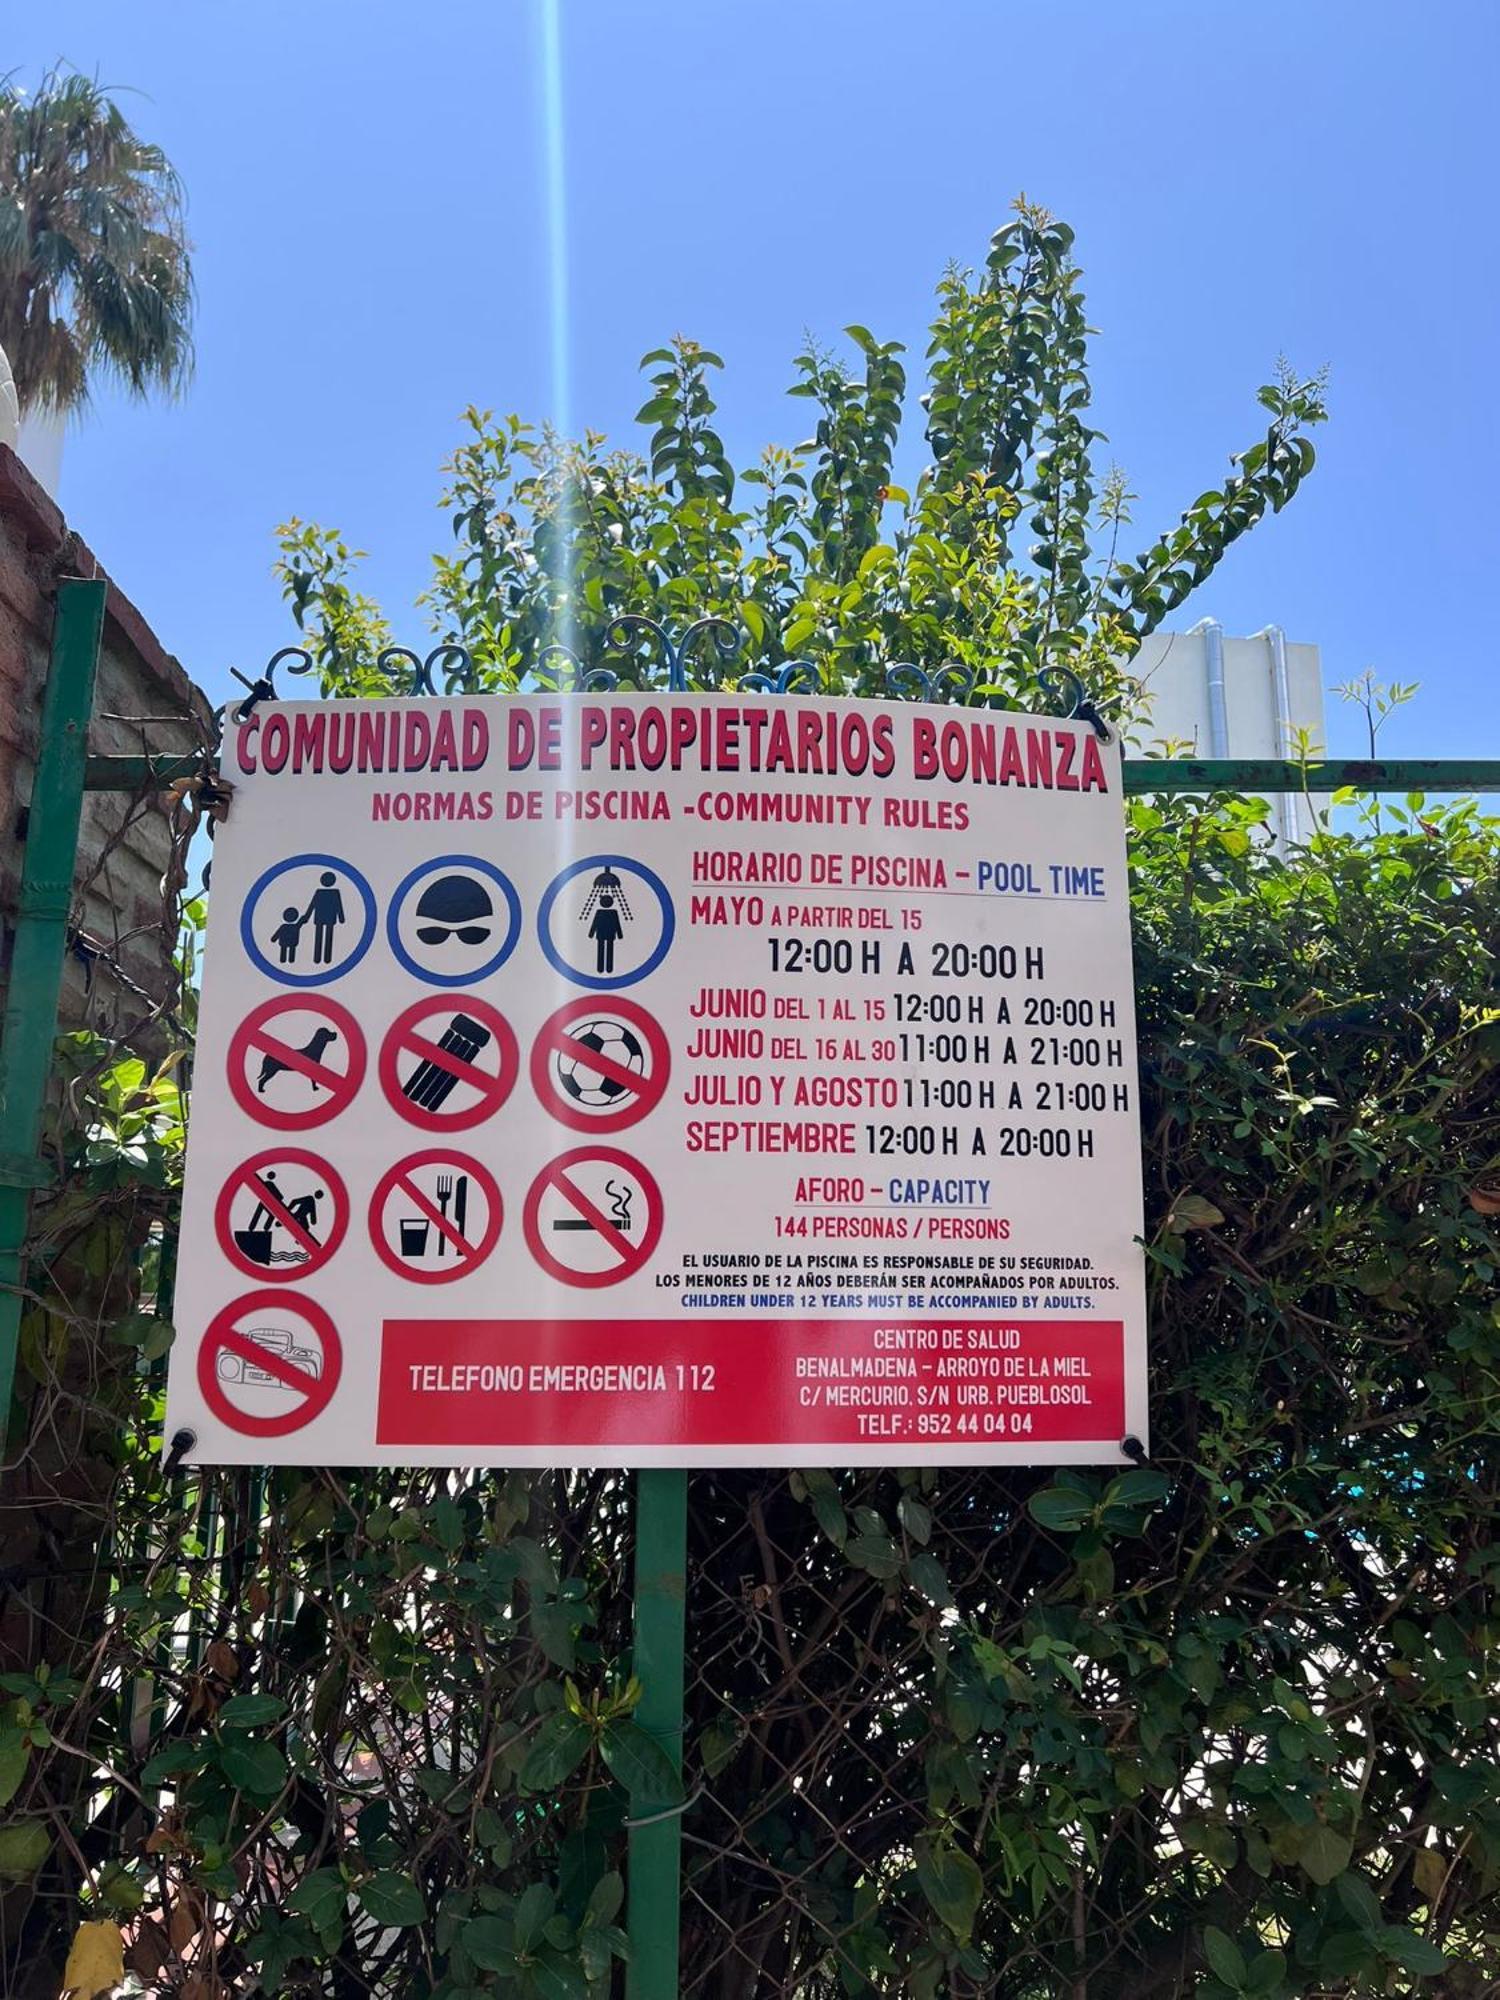 COMUNIDAD DE PROPIETARIOS BONANZA
NORMAS DE PISCINA -COMMUNITY RULES
HORARIO DE PISCINA - POOL TIME
MAYO A PARTIR DEL 15
12:00 H A 20:00 H
JUNIO DEL 1 AL 15 12:00 H A 20:00 H
JUNIO DEL 16 AL 30 11:00 H A 21:00 H
JULIO Y AGOSTO 11:00 H A 21:00 H
SEPTIEMBRE 12:00 H A 20:00 H
AFORO - CAPACITY
144 PERSONAS / PERSONS
EL USUARIO DE LA PISCINA ES RESPONSABLE DE SU SEGURIDAD.
LOS MENORES DE 12 AÑOS DEBERÁN SER ACOMPAÑADOS POR ADULTOS.
CHILDREN UNDER 12 YEARS MUST BE ACCOMPANIED BY ADULTS.
TELEFONO EMERGENCIA 112
CENTRO DE SALUD
BENALMADENA - ARROYO DE LA MIEL
C/ MERCURIO, S/N URB. PUEBLOSOL
TELF.: 952 44 04 04